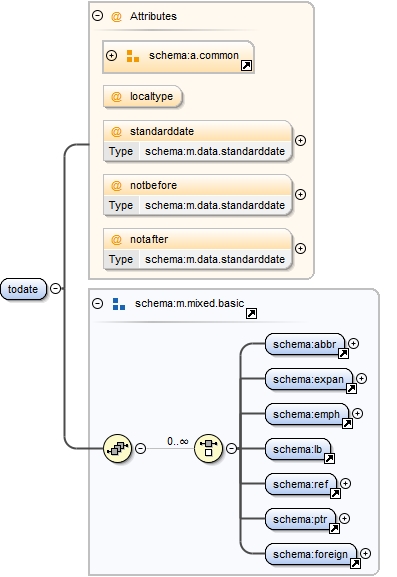 Attributes
schema:a.common
localtype
standarddate
Type schema:m.data.standarddate
notbefore
Type schema:m.data.standarddate
notafter
Type schema:m.data.standarddate
todate
schema:m.mixed.basic
0..∞
schema:abbr
schema:expan
schema:emph
schema:lb
schema:ref
schema:ptr
schema:foreign